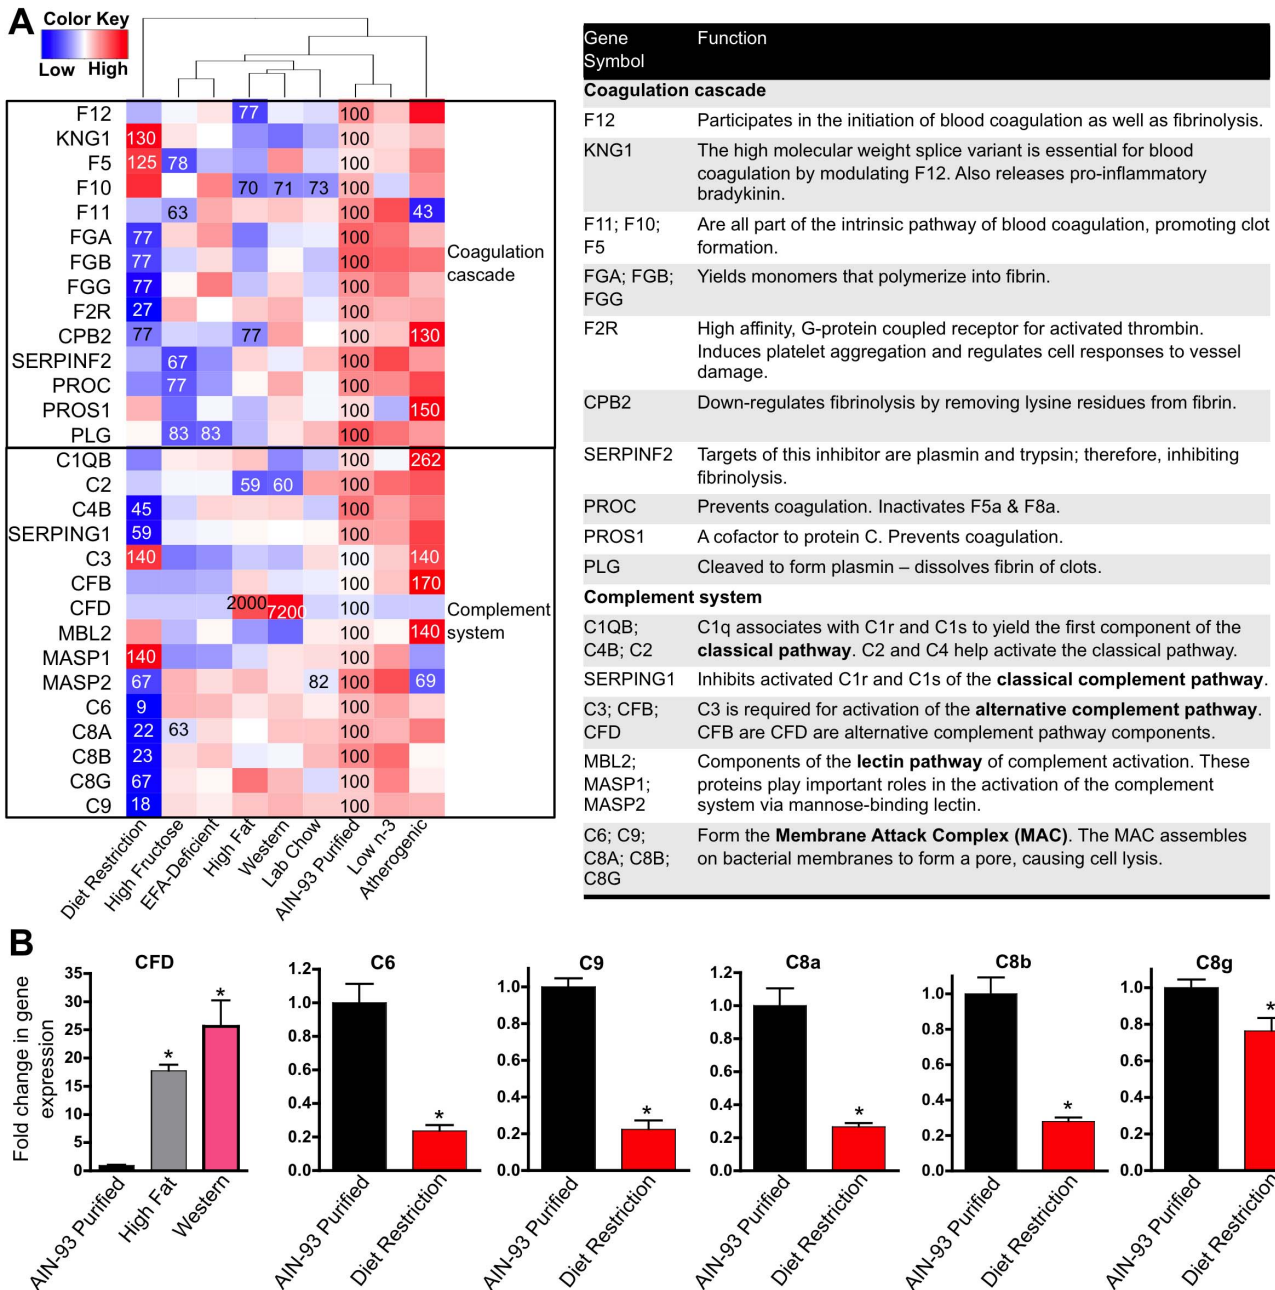 A
Color Key
Low High
F12 77 100
KNG1 130 100
F5 125 78 100
F10 70 71 73 100
F11 63 100 43
FGA 77 100
FGB 77 100
FGG 77 100
F2R 27 100
CPB2 77 77 100 130
SERPINF2 67 100
PROC 77 100
PROS1 100 150
PLG 83 83 100
Coagulation
cascade
C1QB 100 262
C2 59 60 100
C4B 45 100
SERPING1 59 100
C3 140 100 140
CFB 100 170
CFD 2000 7200 100
MBL2 100 140
MASP1 140 100
MASP2 67 82 100 69
C6 9 100
C8A 22 63 100
C8B 23 100
C8G 67 100
C9 18 100
Complement
system
Diet Restriction
High Fructose
EFA-Deficient
High Fat
Western
Lab Chow
AIN-93 Purified
Low n-3
Atherogenic
Gene Function
Symbol
Coagulation cascade
F12 Participates in the initiation of blood coagulation as well as fibrinolysis.
KNG1 The high molecular weight splice variant is essential for blood
coagulation by modulating F12. Also releases pro-inflammatory
bradykinin.
F11; F10; Are all part of the intrinsic pathway of blood coagulation, promoting clot
F5 formation.
FGA; FGB; Yields monomers that polymerize into fibrin.
FGG
F2R High affinity, G-protein coupled receptor for activated thrombin.
Induces platelet aggregation and regulates cell responses to vessel
damage.
CPB2 Down-regulates fibrinolysis by removing lysine residues from fibrin.
SERPINF2 Targets of this inhibitor are plasmin and trypsin; therefore, inhibiting
fibrinolysis.
PROC Prevents coagulation. Inactivates F5a & F8a.
PROS1 A cofactor to protein C. Prevents coagulation.
PLG Cleaved to form plasmin – dissolves fibrin of clots.
Complement system
C1QB; C1q associates with C1r and C1s to yield the first component of the
C4B; C2 classical pathway. C2 and C4 help activate the classical pathway.
SERPING1 Inhibits activated C1r and C1s of the classical complement pathway.
C3; CFB; C3 is required for activation of the alternative complement pathway.
CFD CFB are CFD are alternative complement pathway components.
MBL2; Components of the lectin pathway of complement activation. These
MASP1; proteins play important roles in the activation of the complement
MASP2 system via mannose-binding lectin.
C6; C9; Form the Membrane Attack Complex (MAC). The MAC assembles
C8A; C8B; on bacterial membranes to form a pore, causing cell lysis.
C8G
B
Fold change in gene
expression
CFD
35
30
25
20
15
10
5
0
*
*
AIN-93 Purified
High Fat
Western
C6
1.2
1.0
0.8
0.6
0.4
0.2
0.0
*
AIN-93 Purified
Diet Restriction
C9
1.0
0.8
0.6
0.4
0.2
0.0
*
AIN-93 Purified
Diet Restriction
C8a
1.2
1.0
0.8
0.6
0.4
0.2
0.0
*
AIN-93 Purified
Diet Restriction
C8b
1.0
0.8
0.6
0.4
0.2
0.0
*
AIN-93 Purified
Diet Restriction
C8g
1.0
0.8
0.6
0.4
0.2
0.0
*
AIN-93 Purified
Diet Restriction